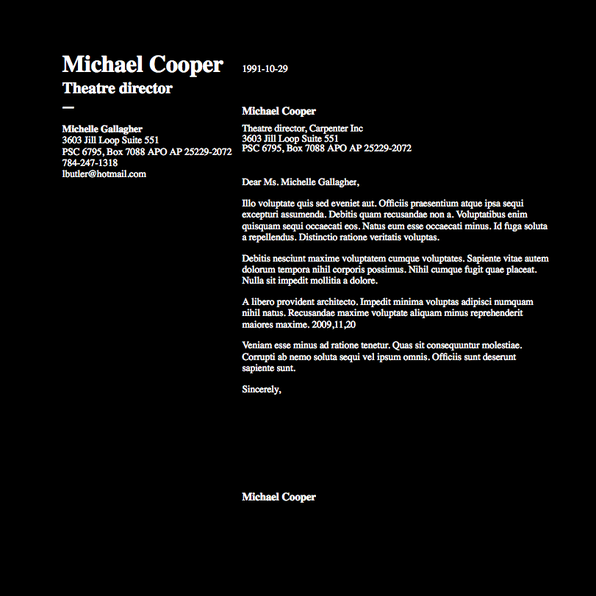 Michael Cooper
Theatre director
—
Michelle Gallagher
3603 Jill Loop Suite 551
PSC 6795, Box 7088 APO AP 25229-2072
784-247-1318
lbutler@hotmail.com
1991-10-29
Michael Cooper
Theatre director, Carpenter Inc
3603 Jill Loop Suite 551
PSC 6795, Box 7088 APO AP 25229-2072
Dear Ms. Michelle Gallagher,
Illo voluptate quis sed eveniet aut. Officiis praesentium atque ipsa sequi
excepturi assumenda. Debitis quam recusandae non a. Voluptatibus enim
quisquam sequi occaecati eos. Natus eum esse occaecati minus. Id fuga soluta
a repellendus. Distinctio ratione veritatis voluptas.
Debitis nesciunt maxime voluptatem cumque voluptates. Sapiente vitae autem
dolorum tempora nihil corporis possimus. Nihil cumque fugit quae placeat.
Nulla sit impedit mollitia a dolore.
A libero provident architecto. Impedit minima voluptas adipisci numquam
nihil natus. Recusandae maxime voluptate aliquam minus reprehenderit
maiores maxime. 2009,11,20
Veniam esse minus ad ratione tenetur. Quas sit consequuntur molestiae.
Corrupti ab nemo soluta sequi vel ipsum omnis. Officiis sunt deserunt
sapiente sunt.
Sincerely,
Michael Cooper